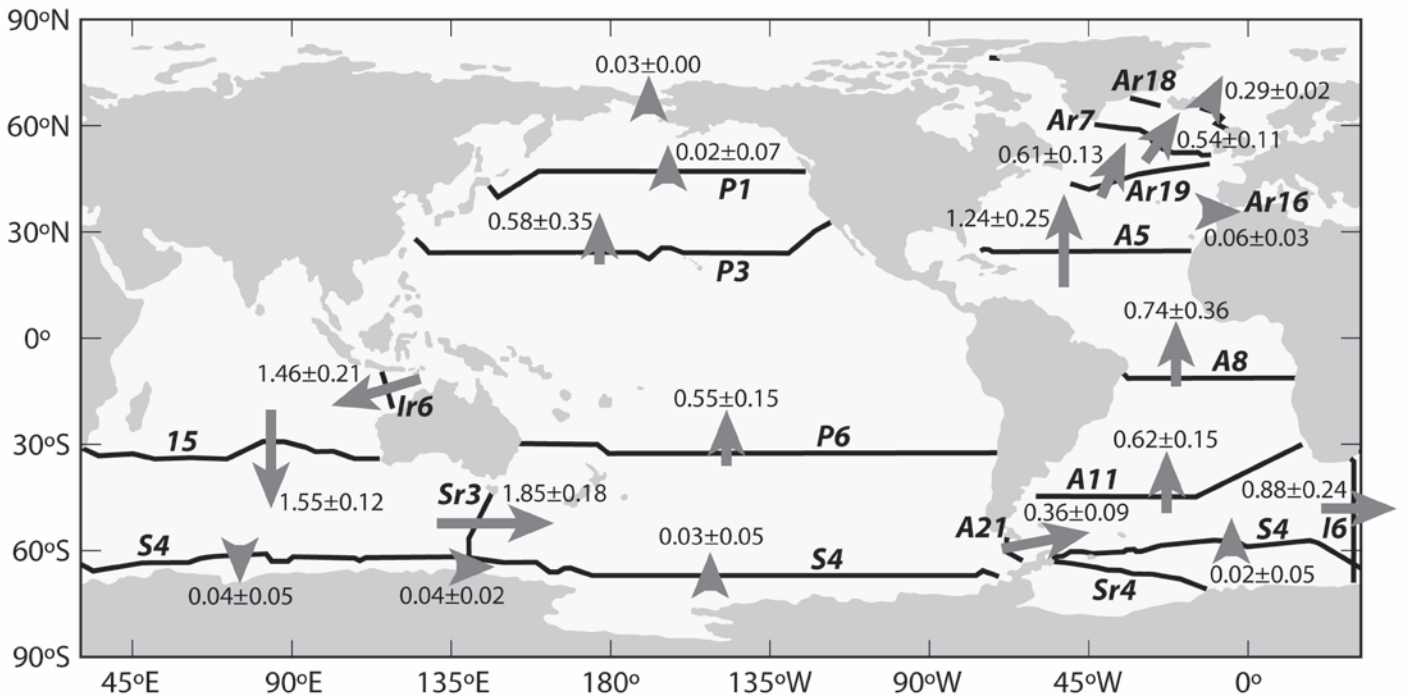 90ºN
0.03±0.00
Ar18
0.29±0.02
60ºN
Ar7
0.54±0.11
0.02±0.07
0.61±0.13
P1
Ar19
Ar16
0.58±0.35
1.24±0.25
30ºN
A5
0.06±0.03
P3
0.74±0.36
0º
A8
1.46±0.21
Ir6
0.55±0.15
15
P6
0.62±0.15
30ºS
A11
0.88±0.24
Sr3
1.85±0.18
1.55±0.12
0.36±0.09
A21
I6
S4
0.03±0.05
S4
S4
60ºS
0.02±0.05
0.04±0.05
0.04±0.02
Sr4
90ºS
45ºE 90ºE 135ºE 180º 135ºW 90ºW 45ºW 0º